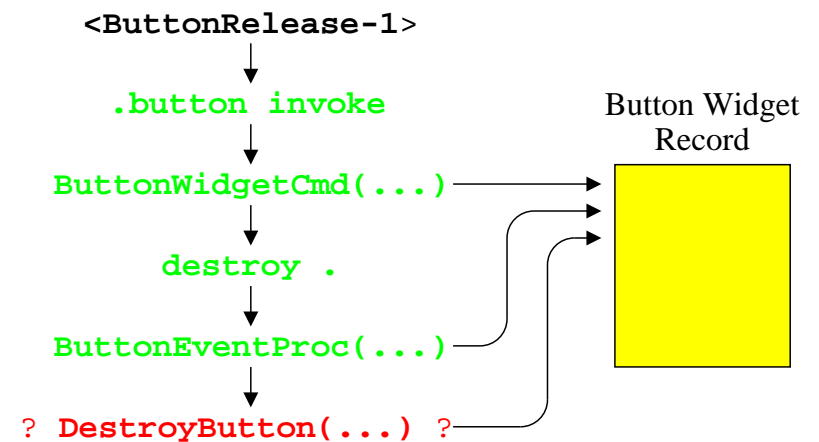 <ButtonRelease-1>
.button invoke
Button Widget
Record
ButtonWidgetCmd(...)
destroy .
ButtonEventProc(...)
? DestroyButton(...) ?